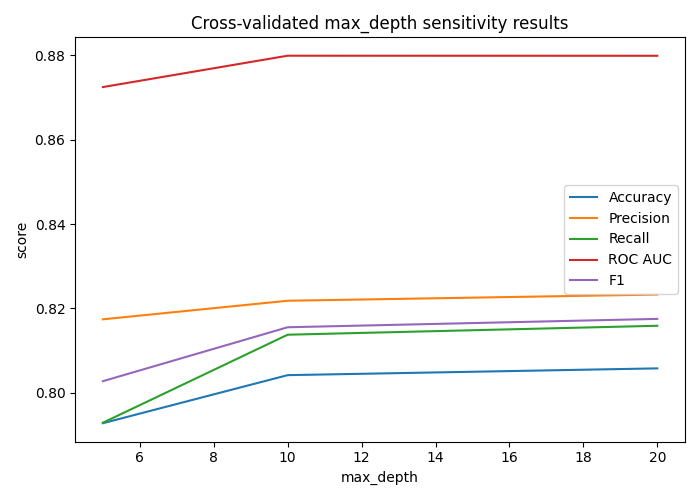 Cross-validated max_depth sensitivity results
0.88
0.86
0.84
0.82
0.80
score
Accuracy
Precision
Recall
ROC AUC
F1
6
8
10
12
14
16
18
20
max_depth